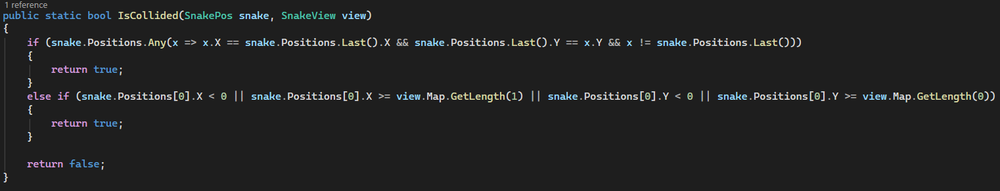 1 reference
public static bool IsCollided(SnakePos snake, SnakeView view)
{
    if (snake.Positions.Any(x => x.X == snake.Positions.Last().X && snake.Positions.Last().Y == x.Y && x != snake.Positions.Last()))
    {
        return true;
    }
    else if (snake.Positions[0].X < 0 || snake.Positions[0].X >= view.Map.GetLength(1) || snake.Positions[0].Y < 0 || snake.Positions[0].Y >= view.Map.GetLength(0))
    {
        return true;
    }

    return false;
}